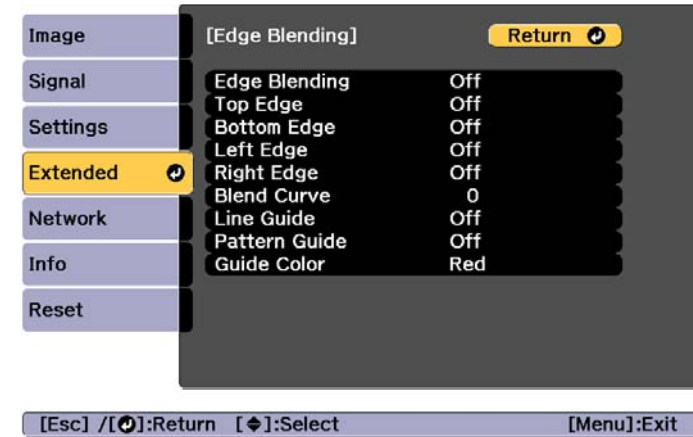 Image
Signal
Settings
Extended
Network
Info
Reset
[Edge Blending] Return
Edge Blending Off
Top Edge Off
Bottom Edge Off
Left Edge Off
Right Edge Off
Blend Curve 0
Line Guide Off
Pattern Guide Off
Guide Color Red
[Esc] /[ ]:Return [ ]:Select [Menu]:Exit